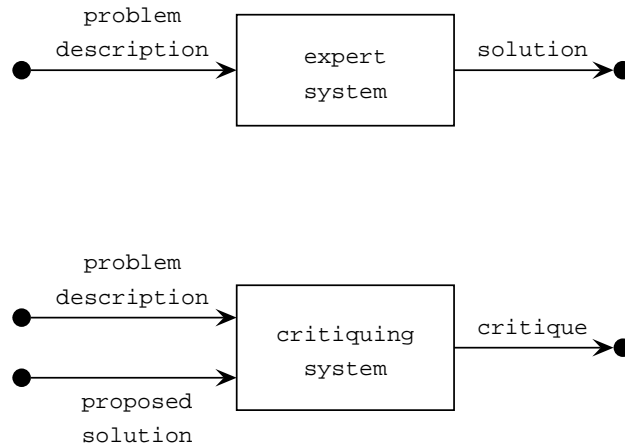 problem
description
expert
system
solution
problem
description
critiquing
system
critique
proposed
solution